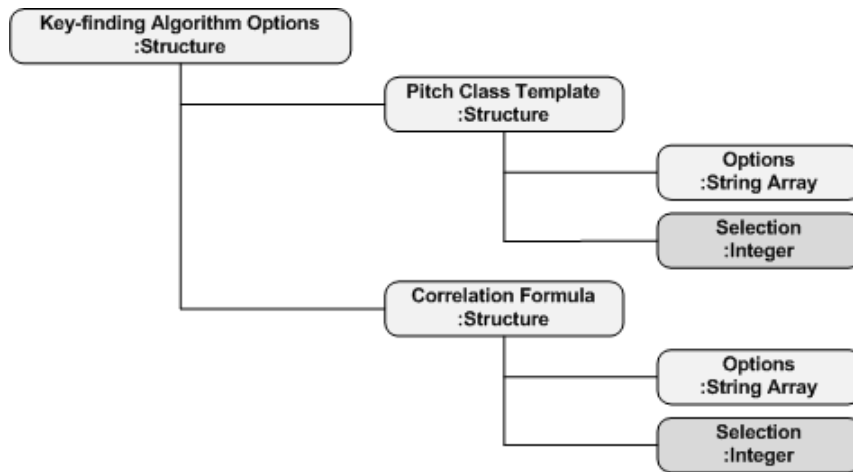 Key-finding Algorithm Options
:Structure
Pitch Class Template
:Structure
Options
:String Array
Selection
:Integer
Correlation Formula
:Structure
Options
:String Array
Selection
:Integer